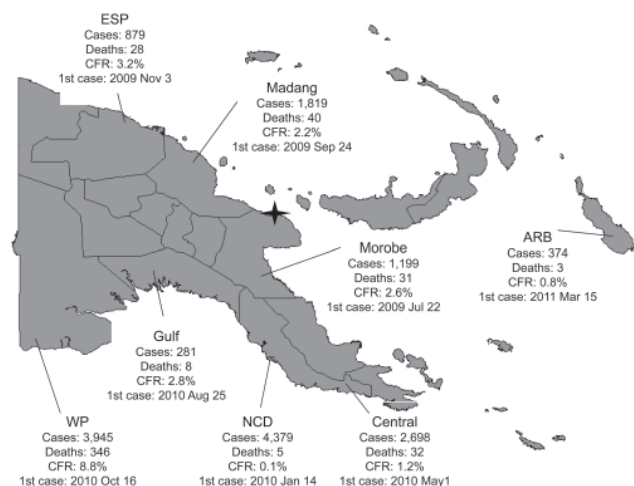 ESP
Cases: 879
Deaths: 28
CFR: 3.2%
1st case: 2009 Nov 3
Madang
Cases: 1,819
Deaths: 40
CFR: 2.2%
1st case: 2009 Sep 24
Morobe
Cases: 1,199
Deaths: 31
CFR: 2.6%
1st case: 2009 Jul 22
ARB
Cases: 374
Deaths: 3
CFR: 0.8%
1st case: 2011 Mar 15
Gulf
Cases: 281
Deaths: 8
CFR: 2.8%
1st case: 2010 Aug 25
WP
Cases: 3,945
Deaths: 346
CFR: 8.8%
1st case: 2010 Oct 16
NCD
Cases: 4,379
Deaths: 5
CFR: 0.1%
1st case: 2010 Jan 14
Central
Cases: 2,698
Deaths: 32
CFR: 1.2%
1st case: 2010 May1